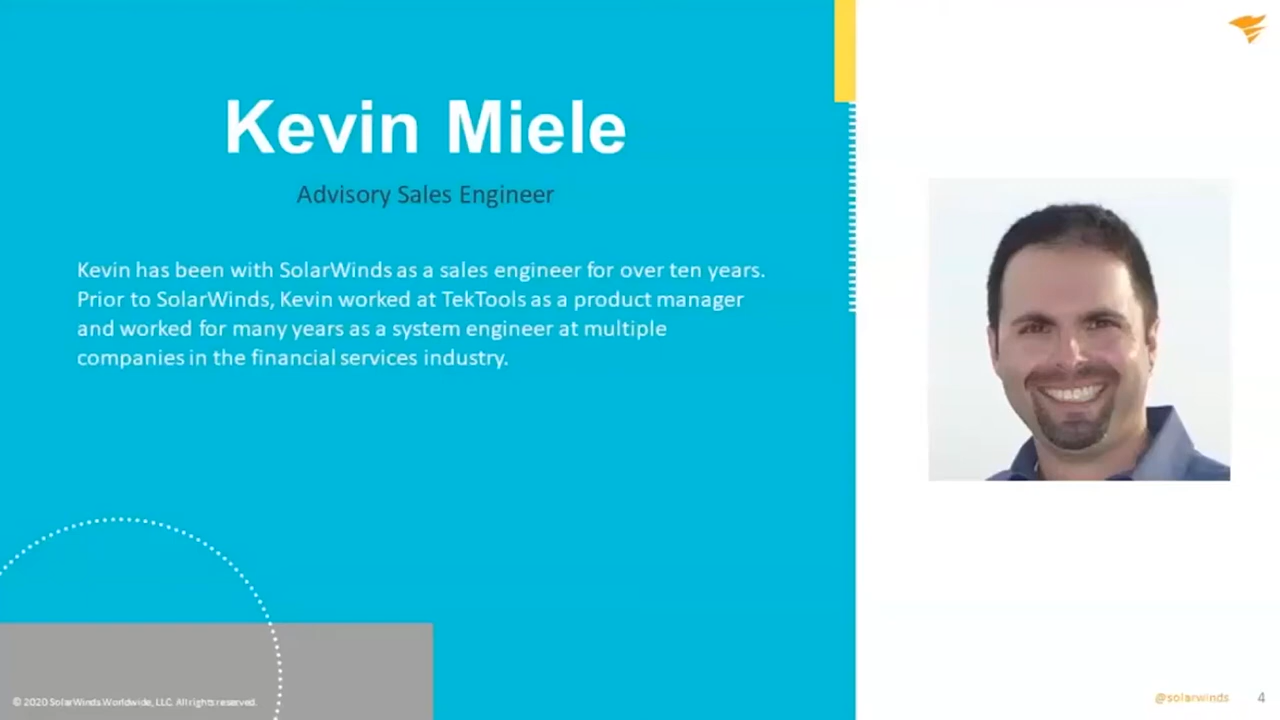 Kevin Miele
Advisory Sales Engineer
Kevin has been with SolarWinds as a sales engineer for over ten years.
Prior to SolarWinds, Kevin worked at TekTools as a product manager
and worked for many years as a system engineer at multiple
companies in the financial services industry.
© 2020 SolarWinds Worldwide, LLC. All rights reserved.
@solarwinds 4